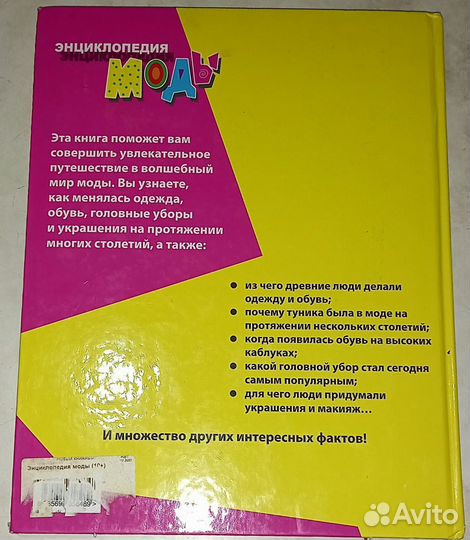 ЭНЦИКЛОПЕДИЯ
МОДЫ
Эта книга поможет вам
совершить увлекательное
путешествие в волшебный
мир моды. Вы узнаете,
как менялась одежда,
обувь, головные уборы
и украшения на протяжении
многих столетий, а также:
● из чего древние люди делали
одежду и обувь;
● почему туника была в моде на
протяжении нескольких столетий;
● когда появилась обувь на высоких
каблуках;
● какой головной убор стал сегодня
самым популярным;
● для чего люди придумали
украшения и макияж…
И множество других интересных фактов!
Энциклопедия моды (10+)
Avito